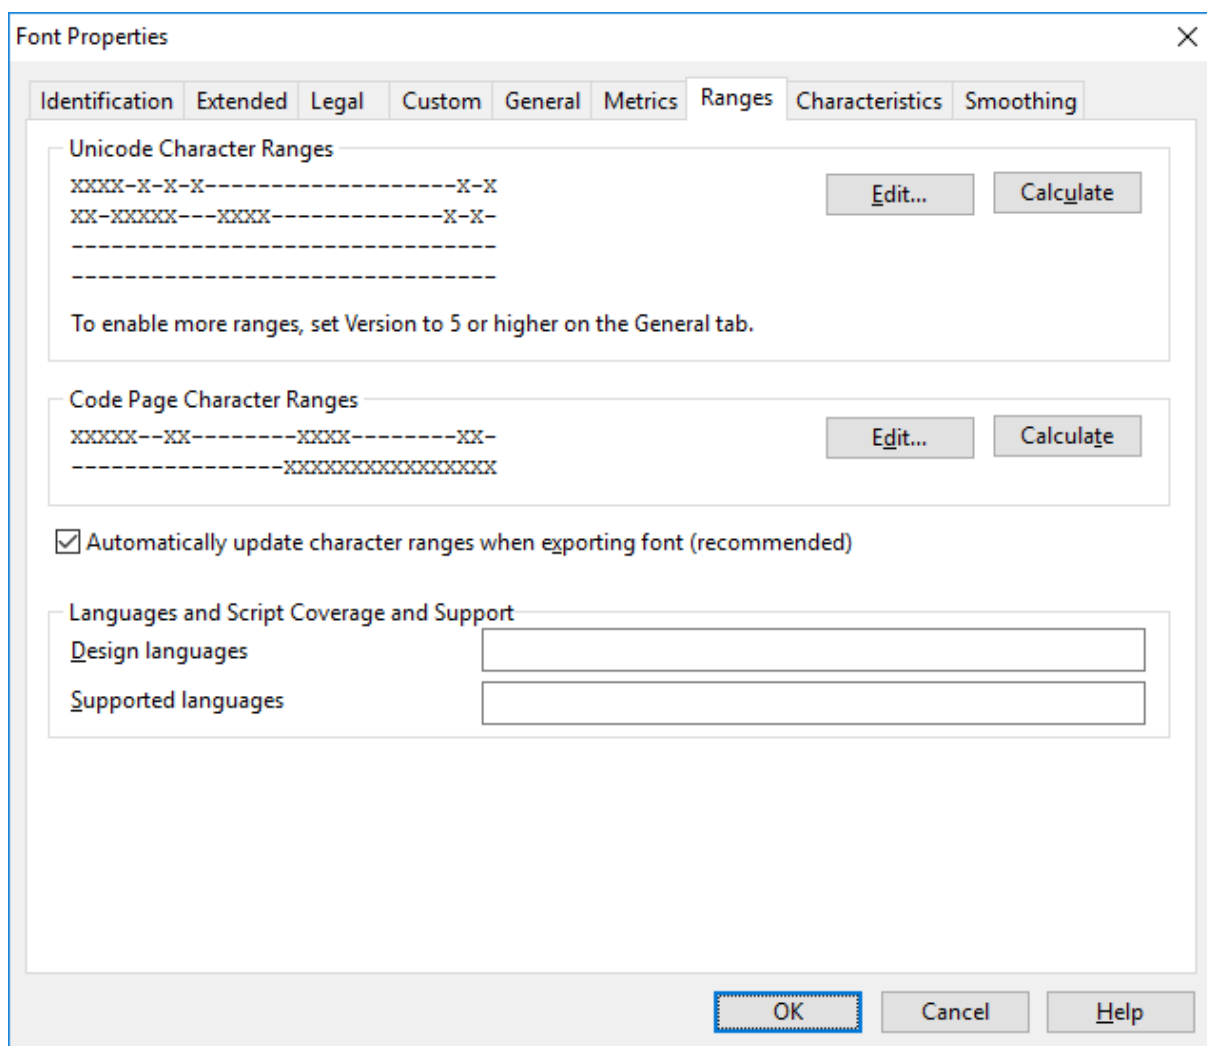 Font Properties
Identification Extended Legal Custom General Metrics Ranges Characteristics Smoothing
Unicode Character Ranges
XXXX-X-X-X-------------------X-X
Edit... Calculate
XX-XXXXX---XXXX-------------X-X-
--------------------------------
--------------------------------
To enable more ranges, set Version to 5 or higher on the General tab.
Code Page Character Ranges
XXXXX--XX--------XXXX--------XX-
Edit... Calculate
----------------XXXXXXXXXXXXXXXX
Automatically update character ranges when exporting font (recommended)
Languages and Script Coverage and Support
Design languages
Supported languages
OK Cancel Help